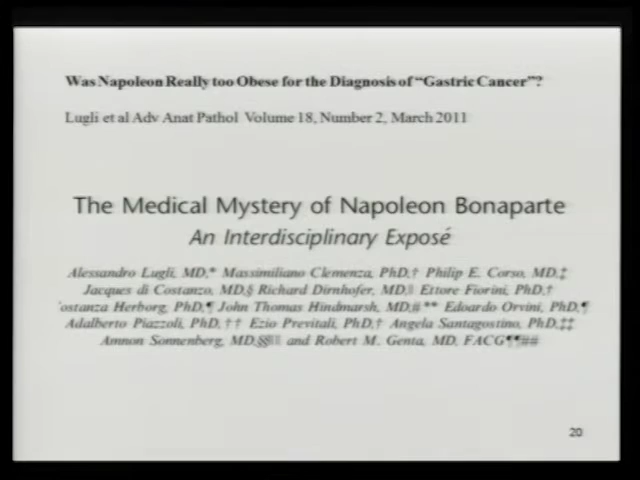 Was Napoleon Really too Obese for the Diagnosis of “Gastric Cancer”?
Lugli et al Adv Anat Pathol Volume 18, Number 2, March 2011
The Medical Mystery of Napoleon Bonaparte
An Interdisciplinary Exposé
Alessandro Lugli, MD,* Massimiliano Clemenza, PhD,† Philip E. Corso, MD,‡
Jacques di Costanzo, MD,§ Richard Dirnhofer, MD,∥ Ettore Fiorini, PhD,†
ostanza Herborg, PhD,¶ John Thomas Hindmarsh, MD,#** Edoardo Orvini, PhD,¶
Adalberto Piazzoli, PhD,†† Ezio Previtali, PhD,† Angela Santagostino, PhD,‡‡
Amnon Sonnenberg, MD,§§∥∥ and Robert M. Genta, MD, FACG¶¶##
20